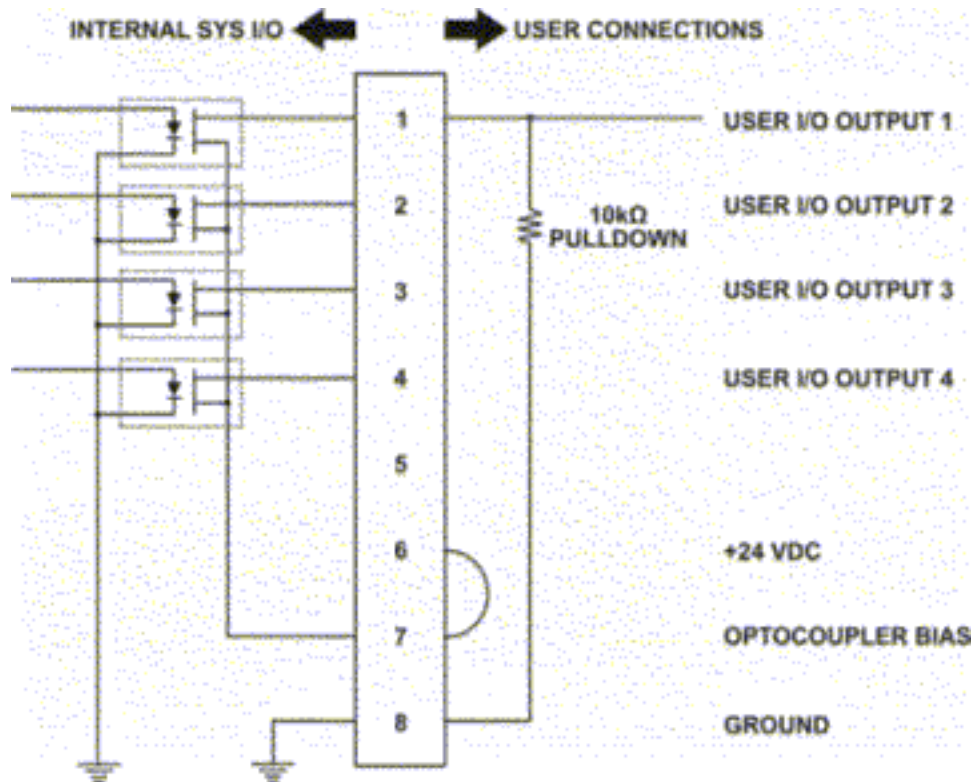 INTERNAL SYS I/O
USER CONNECTIONS
1
USER I/O OUTPUT 1
2
USER I/O OUTPUT 2
10kΩ
PULLDOWN
3
USER I/O OUTPUT 3
4
USER I/O OUTPUT 4
5
6
+24 VDC
7
OPTOCOUPLER BIAS
8
GROUND